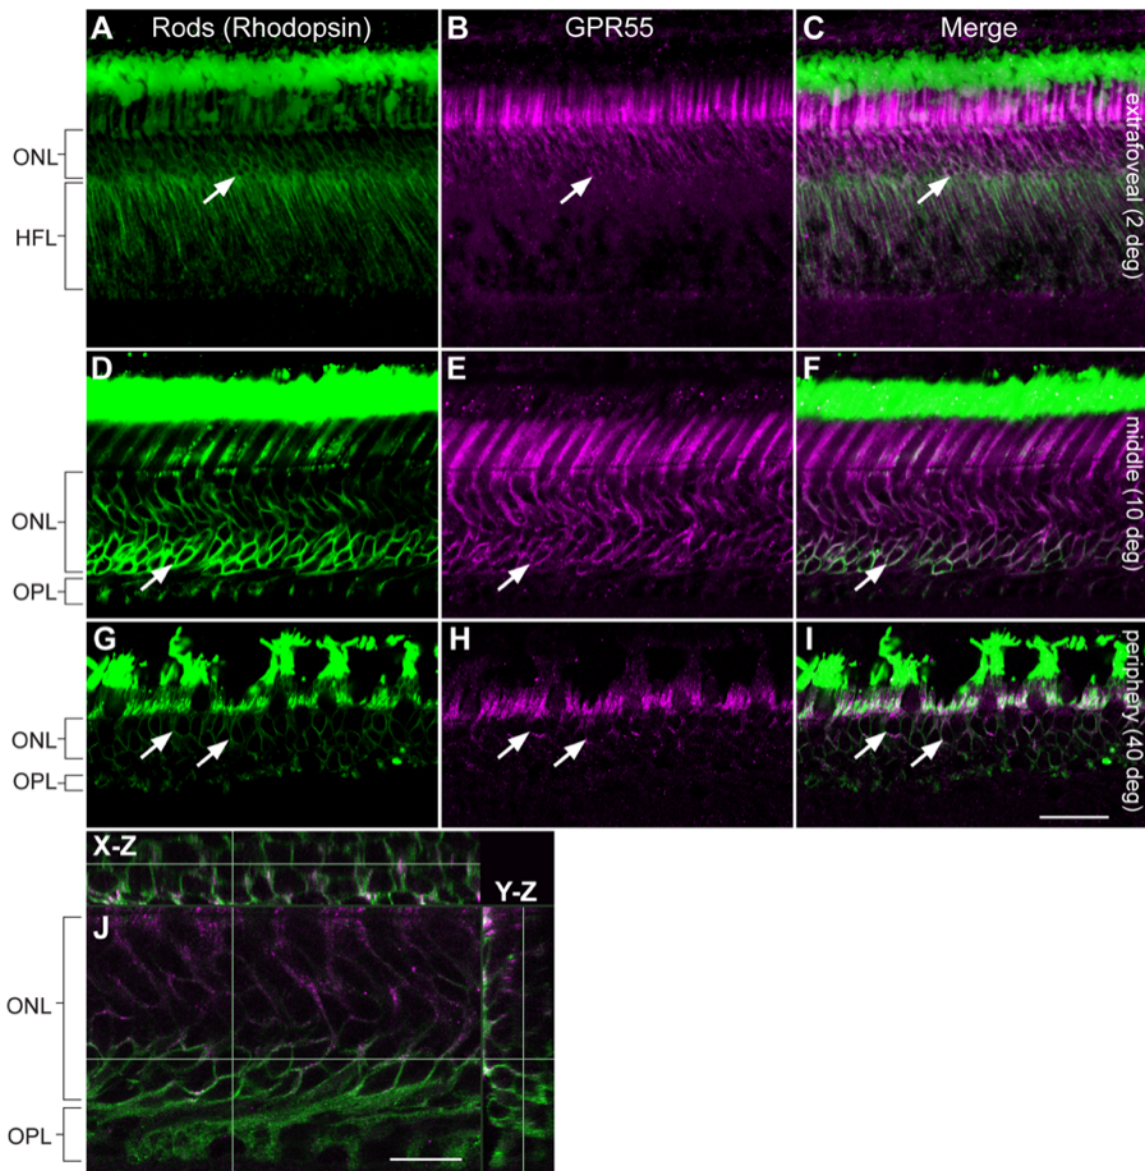 A Rods (Rhodopsin)
B GPR55
C Merge
extrafoveal (2 deg)
ONL
HFL
D
E
F
middle (10 deg)
ONL
OPL
G
H
I
periphery (40 deg)
ONL
OPL
X-Z
Y-Z
J
ONL
OPL